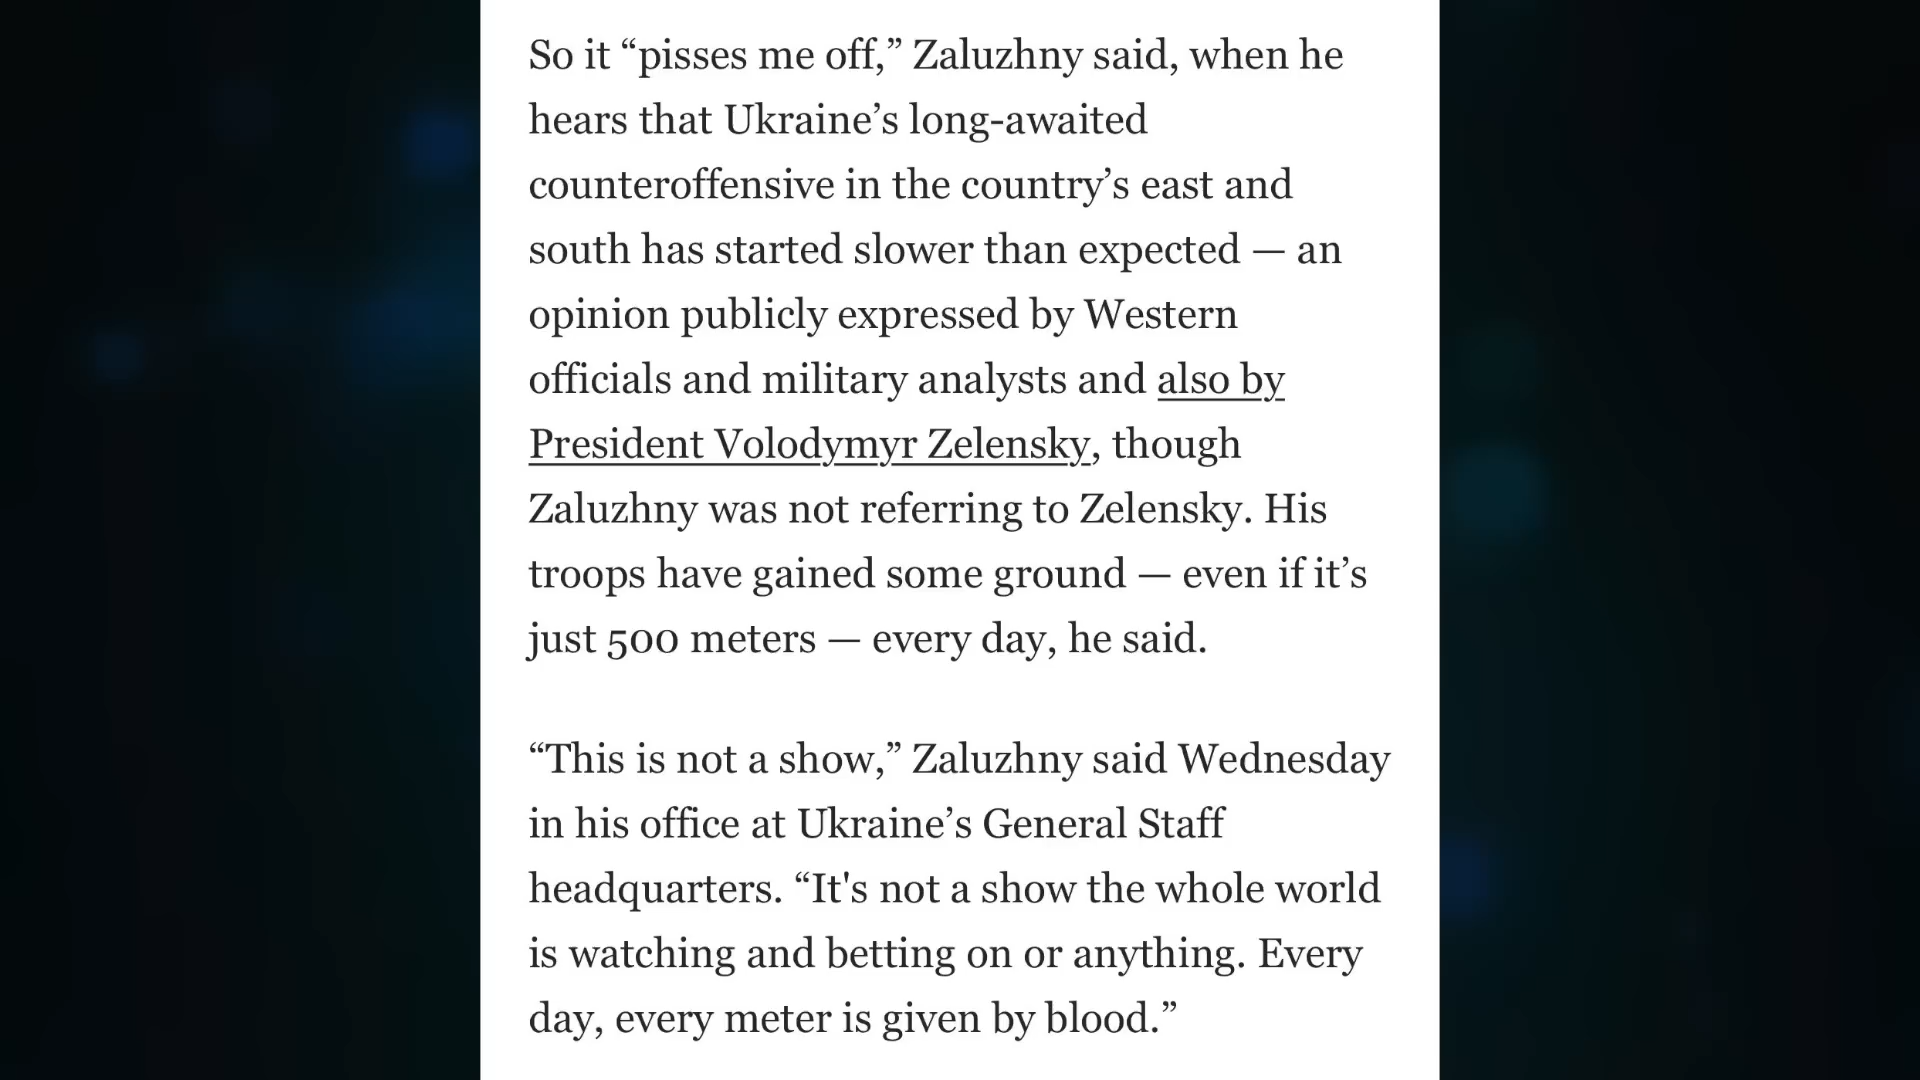 So it “pisses me off,” Zaluzhny said, when he
hears that Ukraine’s long-awaited
counteroffensive in the country’s east and
south has started slower than expected — an
opinion publicly expressed by Western
officials and military analysts and also by
President Volodymyr Zelensky, though
Zaluzhny was not referring to Zelensky. His
troops have gained some ground — even if it’s
just 500 meters — every day, he said.
“This is not a show,” Zaluzhny said Wednesday
in his office at Ukraine’s General Staff
headquarters. “It's not a show the whole world
is watching and betting on or anything. Every
day, every meter is given by blood.”